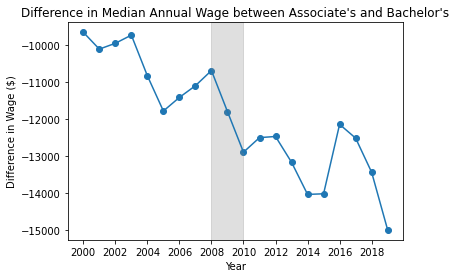 Difference in Median Annual Wage between Associate's and Bachelor's
Difference in Wage ($)
−10000
−11000
−12000
−13000
−14000
−15000
2000 2002 2004 2006 2008 2010 2012 2014 2016 2018
Year